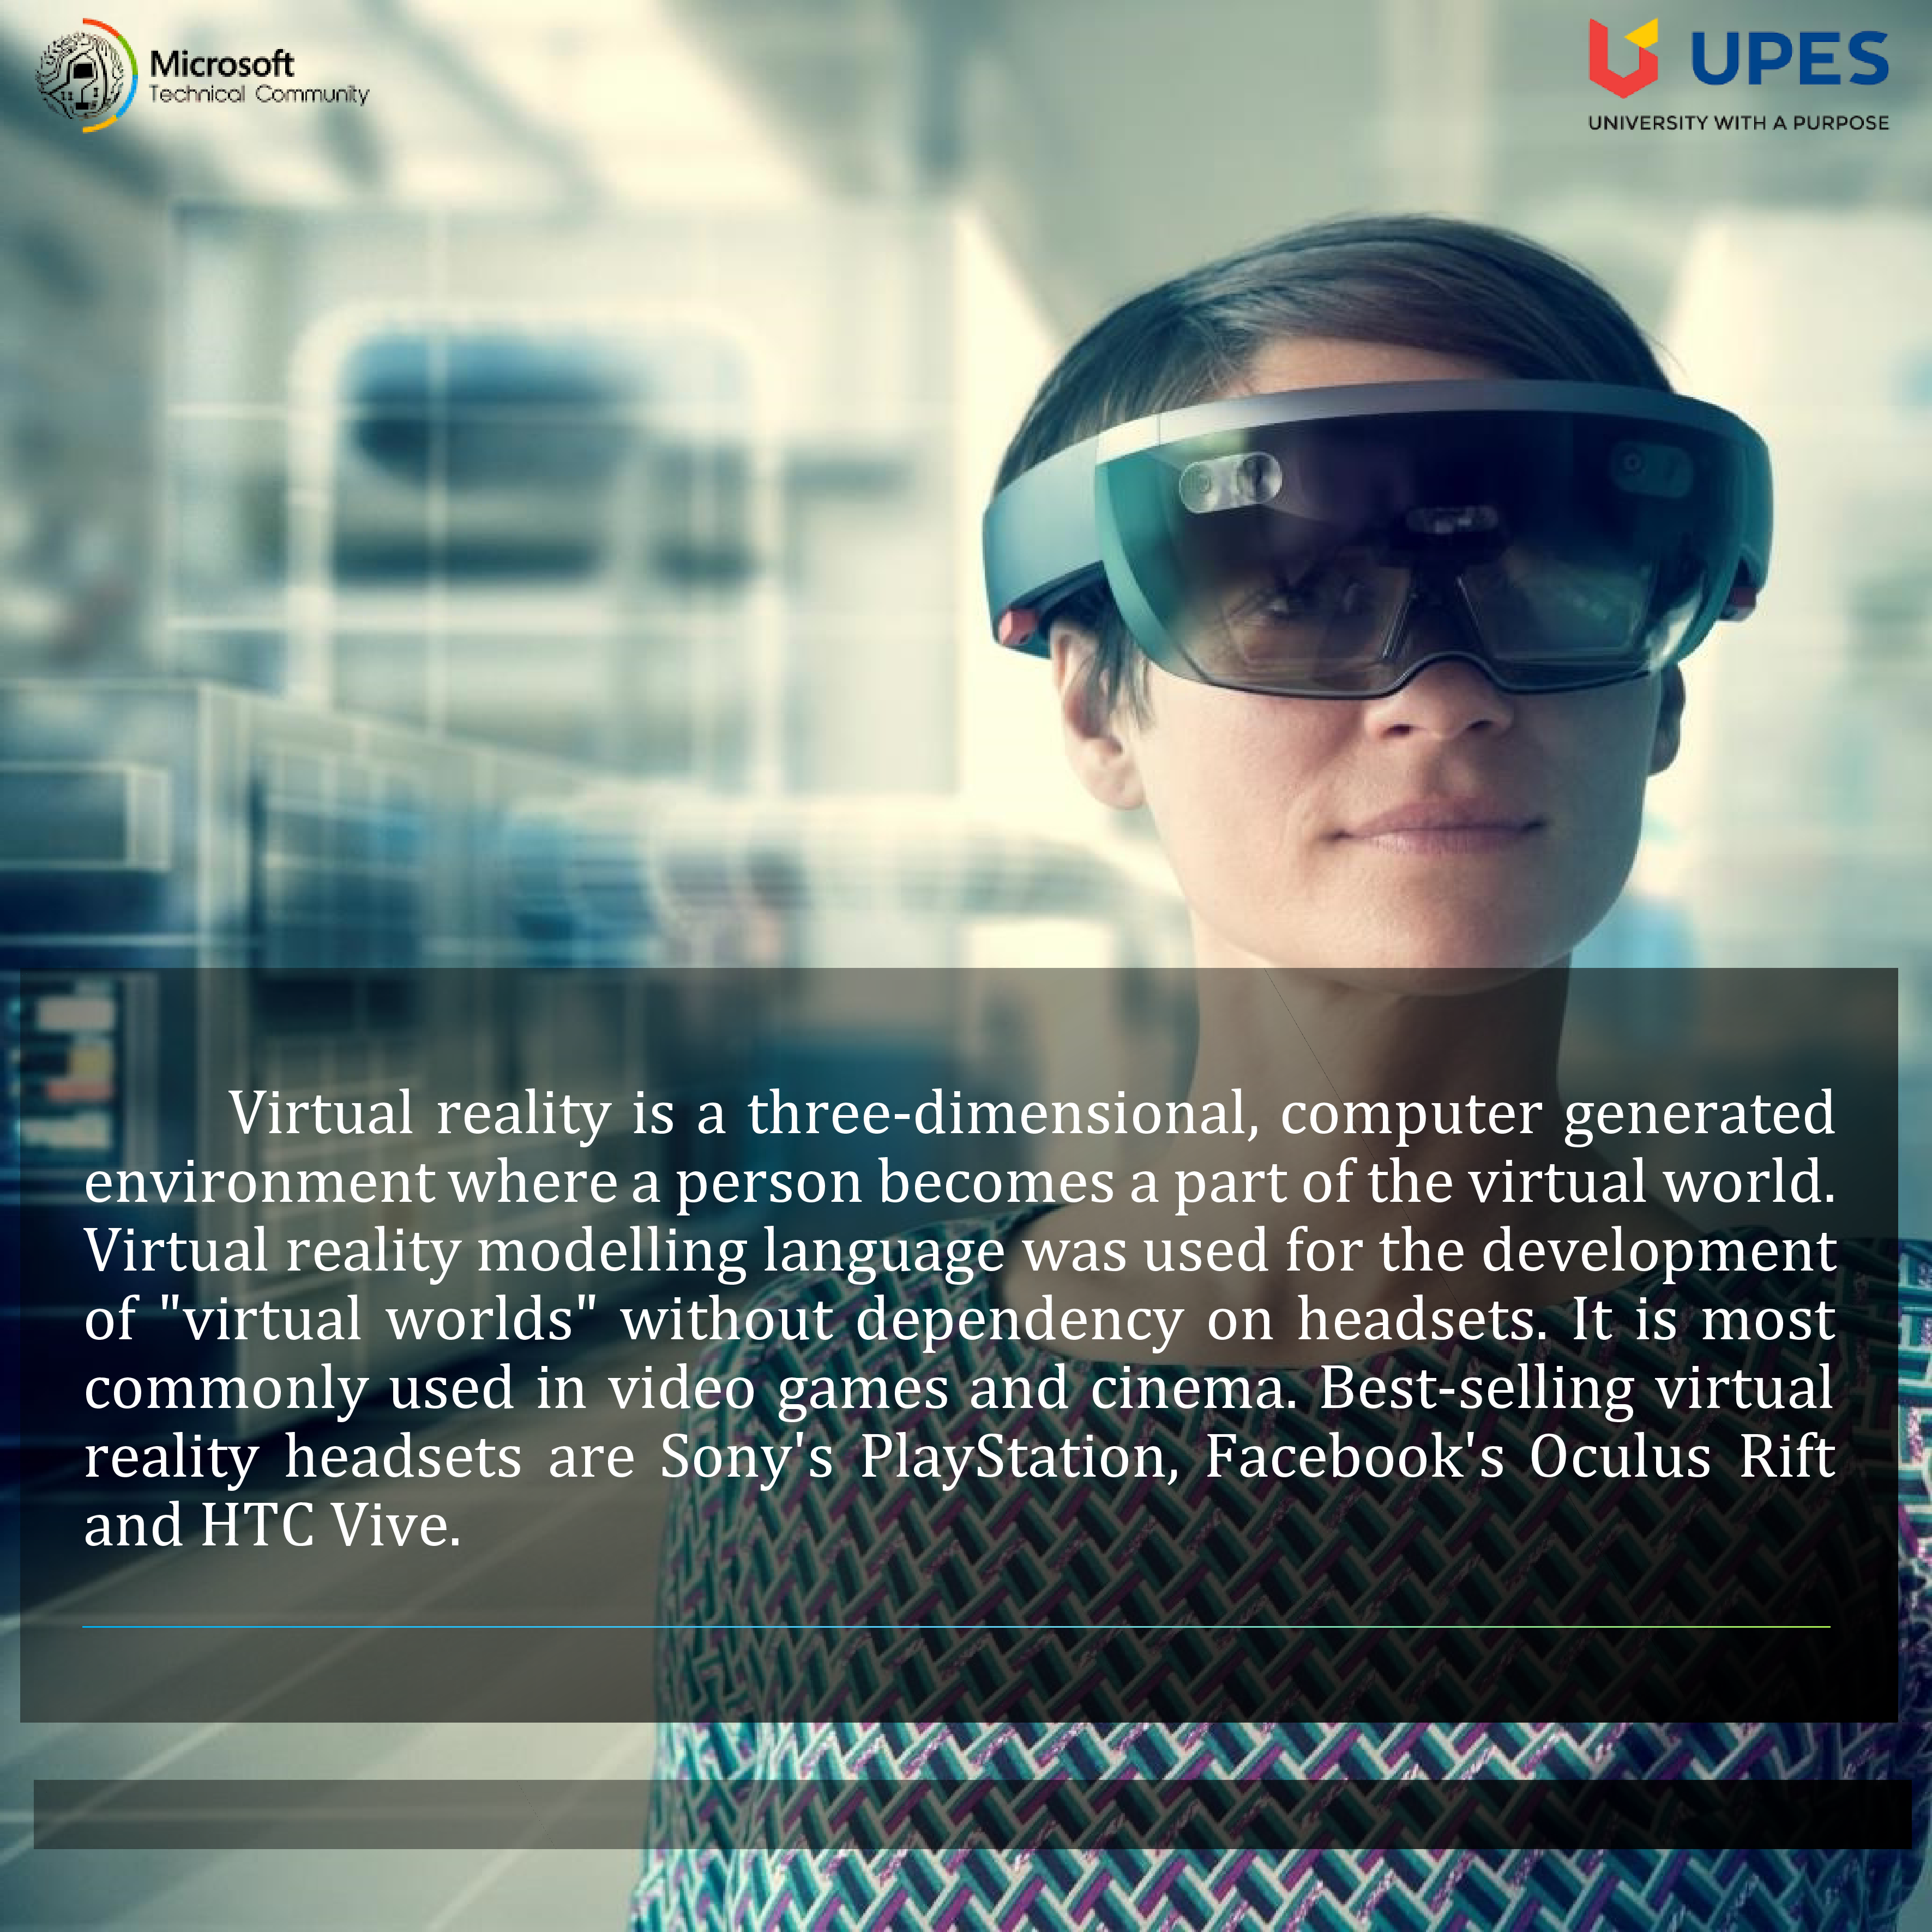 Microsoft
Technical Community
UPES
UNIVERSITY WITH A PURPOSE
Virtual reality is a three-dimensional, computer generated
environment where a person becomes a part of the virtual world.
Virtual reality modelling language was used for the development
of "virtual worlds" without dependency on headsets. It is most
commonly used in video games and cinema. Best-selling virtual
reality headsets are Sony's PlayStation, Facebook's Oculus Rift
and HTC Vive.